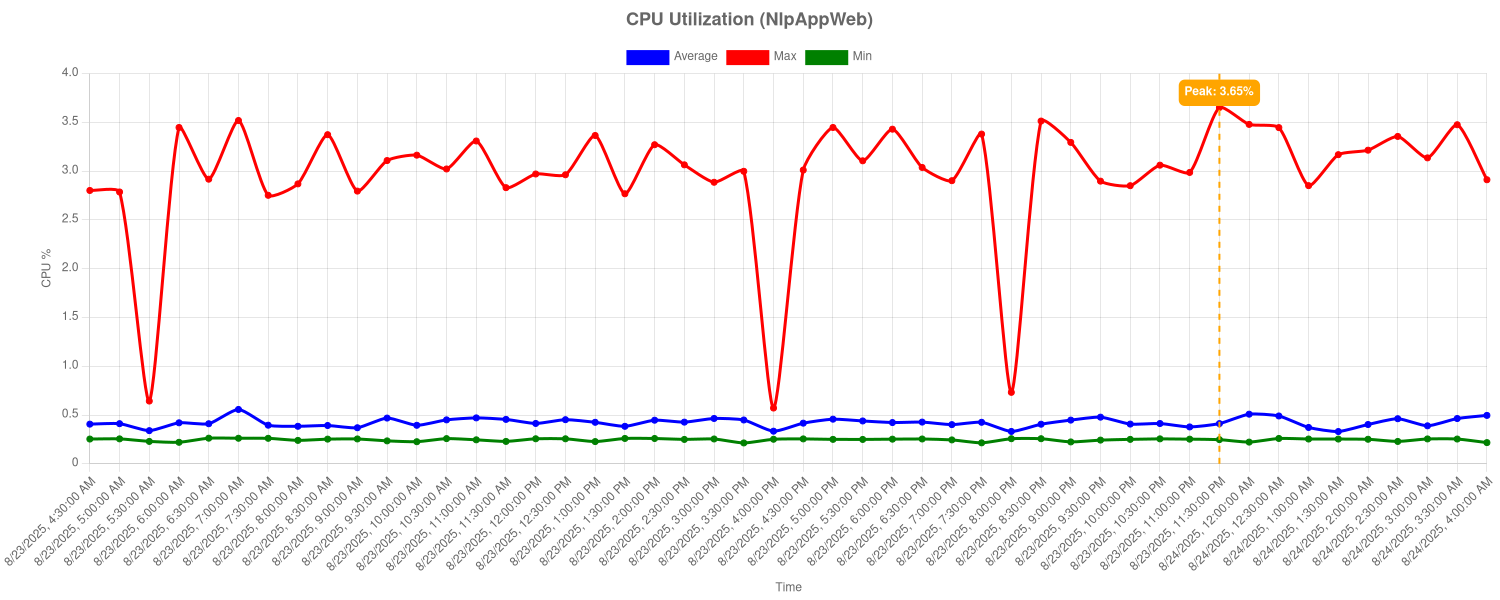 CPU Utilization (NlpAppWeb)
Average Max Min
Peak: 3.65%
4.0
3.5
3.0
2.5
2.0
1.5
1.0
0.5
0
CPU %
8/23/2025, 4:30:00 AM
8/23/2025, 5:00:00 AM
8/23/2025, 5:30:00 AM
8/23/2025, 6:00:00 AM
8/23/2025, 6:30:00 AM
8/23/2025, 7:00:00 AM
8/23/2025, 7:30:00 AM
8/23/2025, 8:00:00 AM
8/23/2025, 8:30:00 AM
8/23/2025, 9:00:00 AM
8/23/2025, 9:30:00 AM
8/23/2025, 10:00:00 AM
8/23/2025, 10:30:00 AM
8/23/2025, 11:00:00 AM
8/23/2025, 11:30:00 AM
8/23/2025, 12:00:00 PM
8/23/2025, 12:30:00 PM
8/23/2025, 1:00:00 PM
8/23/2025, 1:30:00 PM
8/23/2025, 2:00:00 PM
8/23/2025, 2:30:00 PM
8/23/2025, 3:00:00 PM
8/23/2025, 3:30:00 PM
8/23/2025, 4:00:00 PM
8/23/2025, 4:30:00 PM
8/23/2025, 5:00:00 PM
8/23/2025, 5:30:00 PM
8/23/2025, 6:00:00 PM
8/23/2025, 6:30:00 PM
8/23/2025, 7:00:00 PM
8/23/2025, 7:30:00 PM
8/23/2025, 8:00:00 PM
8/23/2025, 8:30:00 PM
8/23/2025, 9:00:00 PM
8/23/2025, 9:30:00 PM
8/23/2025, 10:00:00 PM
8/23/2025, 10:30:00 PM
8/23/2025, 11:00:00 PM
8/23/2025, 11:30:00 PM
8/24/2025, 12:00:00 AM
8/24/2025, 12:30:00 AM
8/24/2025, 1:00:00 AM
8/24/2025, 1:30:00 AM
8/24/2025, 2:00:00 AM
8/24/2025, 2:30:00 AM
8/24/2025, 3:00:00 AM
8/24/2025, 3:30:00 AM
8/24/2025, 4:00:00 AM
Time